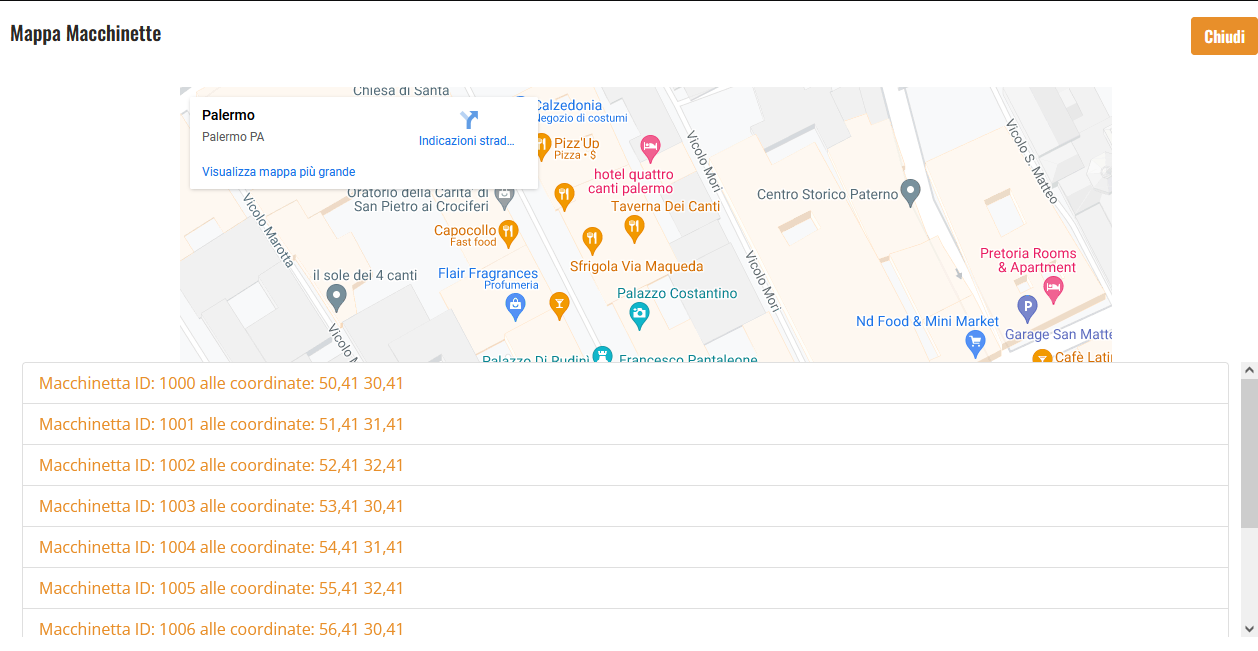 Mappa Macchinette
Chiudi
Chiesa di Santa
Palermo
Palermo PA
Indicazioni strad...
Visualizza mappa più grande
Calzedonia
Negozio di costumi
Pizz'Up
Pizza • $
hotel quattro
canti palermo
Vicolo Mori
Vicolo S. Matteo
Oratorio della Carita' di
San Pietro ai Crociferi
Taverna Dei Canti
Centro Storico Paterno
Vicolo Marotta
Capocollo
Fast food
Sfrigola Via Maqueda
Vicolo Mori
Pretoria Rooms
& Apartment
il sole dei 4 canti
Flair Fragrances
Profumeria
Palazzo Costantino
P
Nd Food & Mini Market
Garage San Matte
Vicolo M
Palazzo Di Rudinì
Francesco Pantaleone
Caffè Latin
Macchinetta ID: 1000 alle coordinate: 50,41 30,41
Macchinetta ID: 1001 alle coordinate: 51,41 31,41
Macchinetta ID: 1002 alle coordinate: 52,41 32,41
Macchinetta ID: 1003 alle coordinate: 53,41 30,41
Macchinetta ID: 1004 alle coordinate: 54,41 31,41
Macchinetta ID: 1005 alle coordinate: 55,41 32,41
Macchinetta ID: 1006 alle coordinate: 56,41 30,41